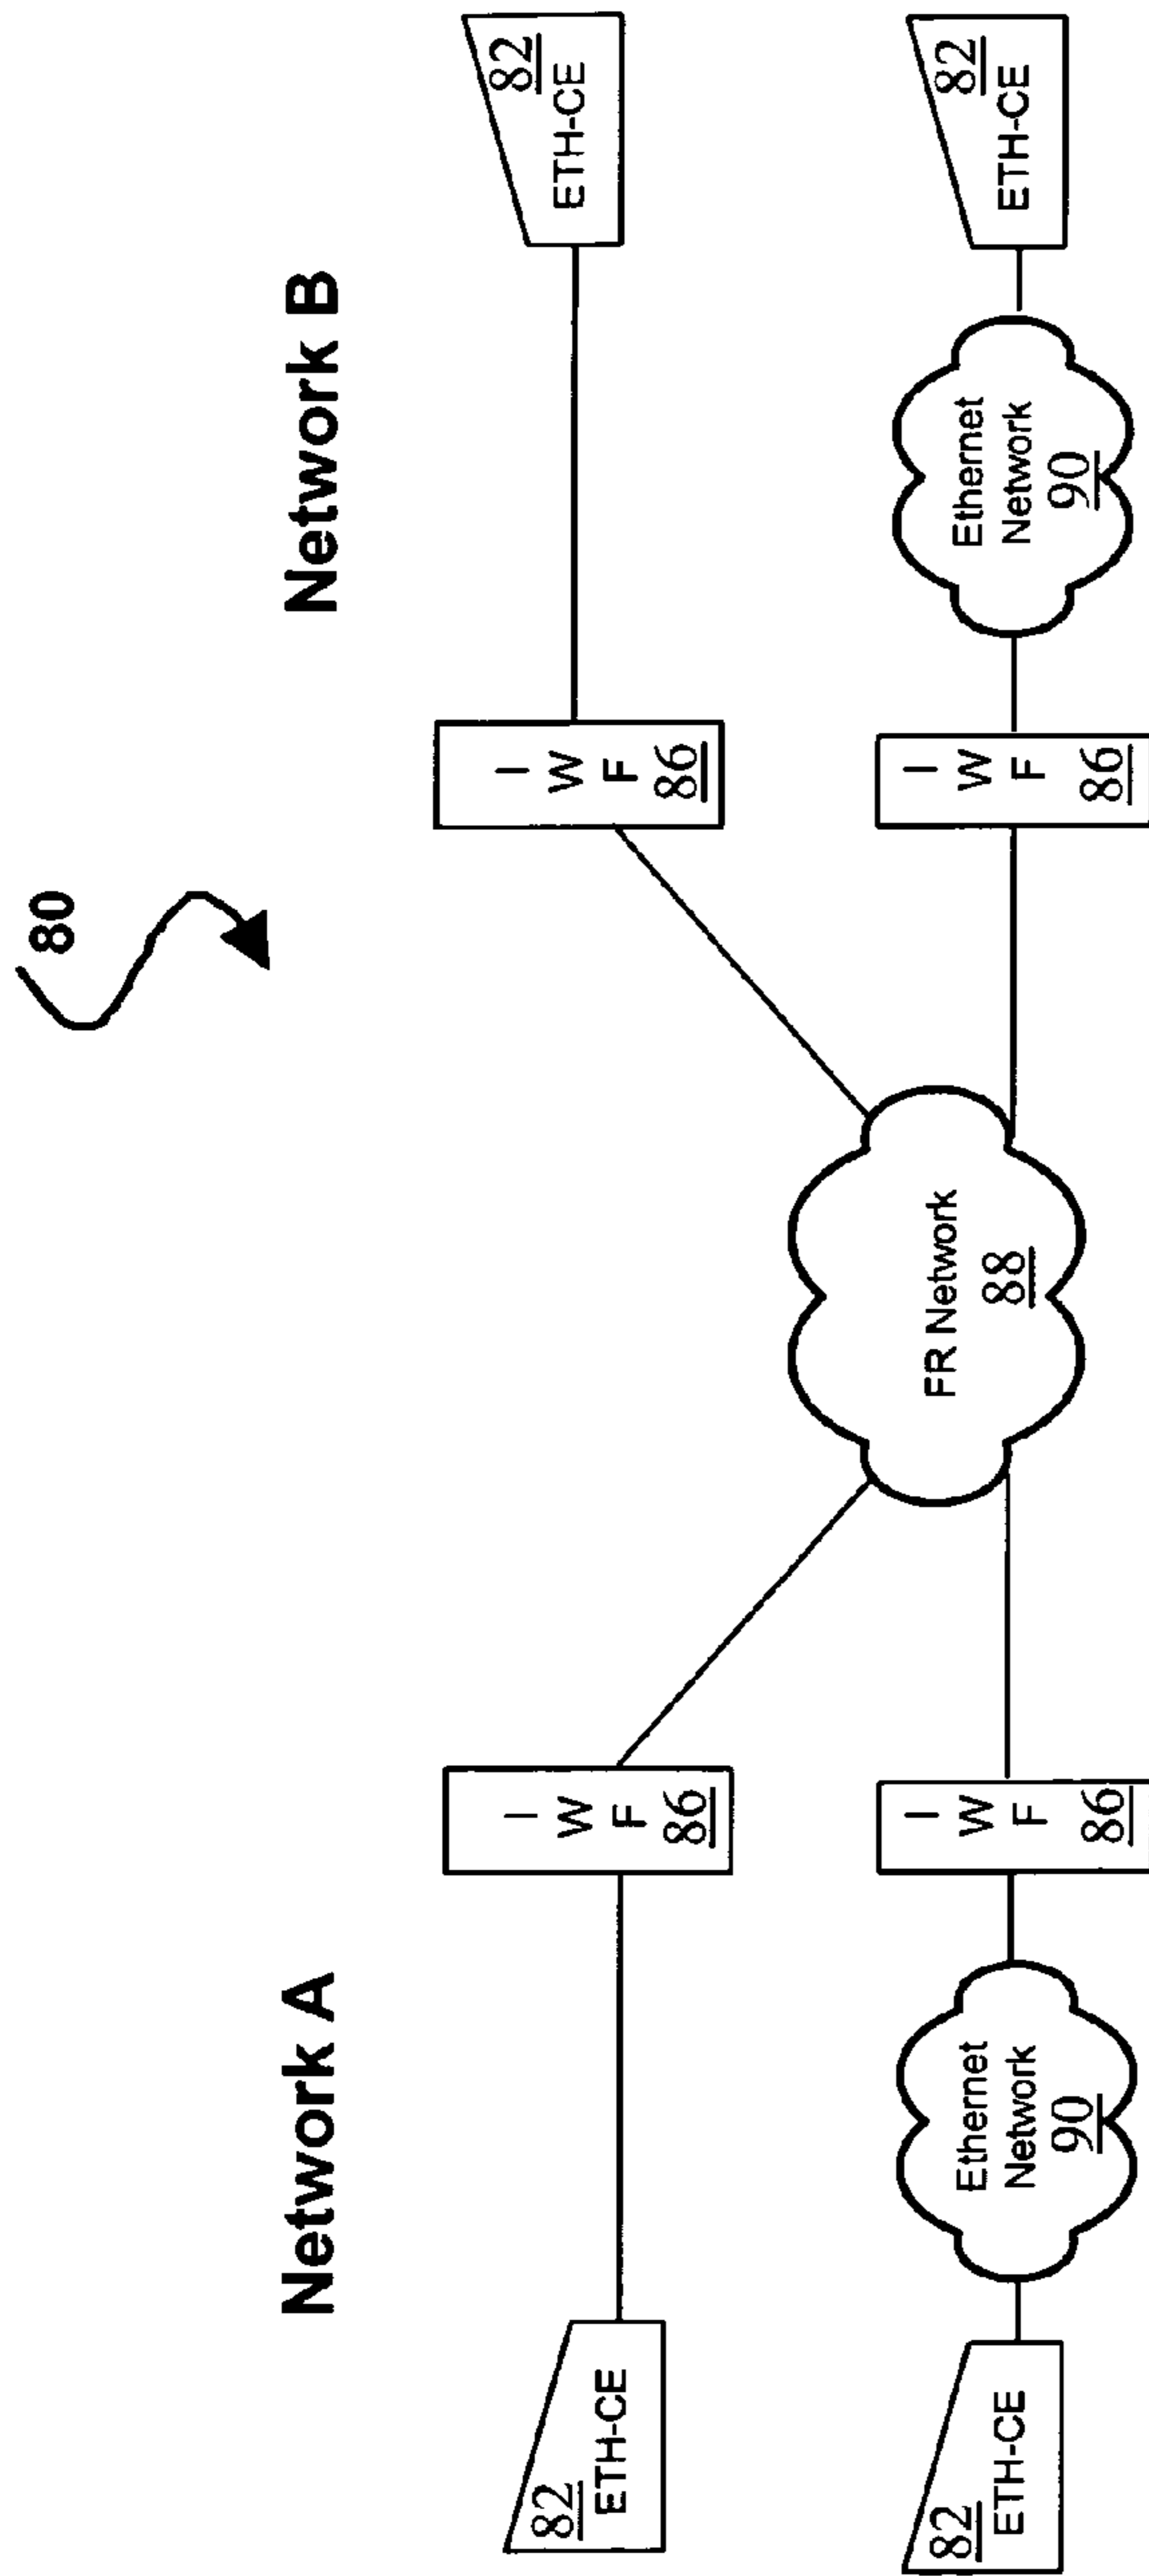 80
Network A
Network B
82
ETH-CE
I
W
F
86
I
W
F
86
82
ETH-CE
FR Network
88
82
ETH-CE
Ethernet
Network
90
I
W
F
86
I
W
F
86
Ethernet
Network
90
82
ETH-CE